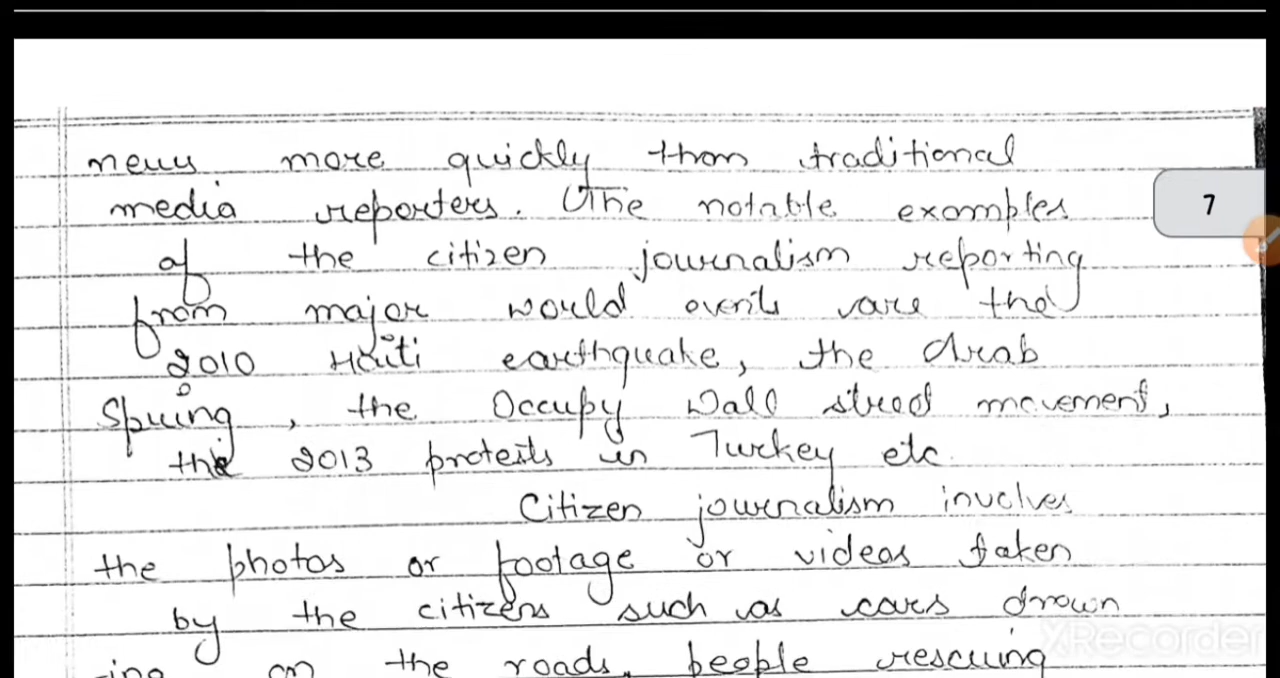 news more quickly than traditional
media reporters. The notable examples
7
of the citizen journalism reporting
from major world events are the
2010 Haiti earthquake, the Arab
Spring, the Occupy Wall street movement,
the 2013 protests in Turkey etc.
Citizen journalism involves
the photos or footage or videos taken
by the citizens such as cars drown
-ing on the roads, people rescuing
XRecorder